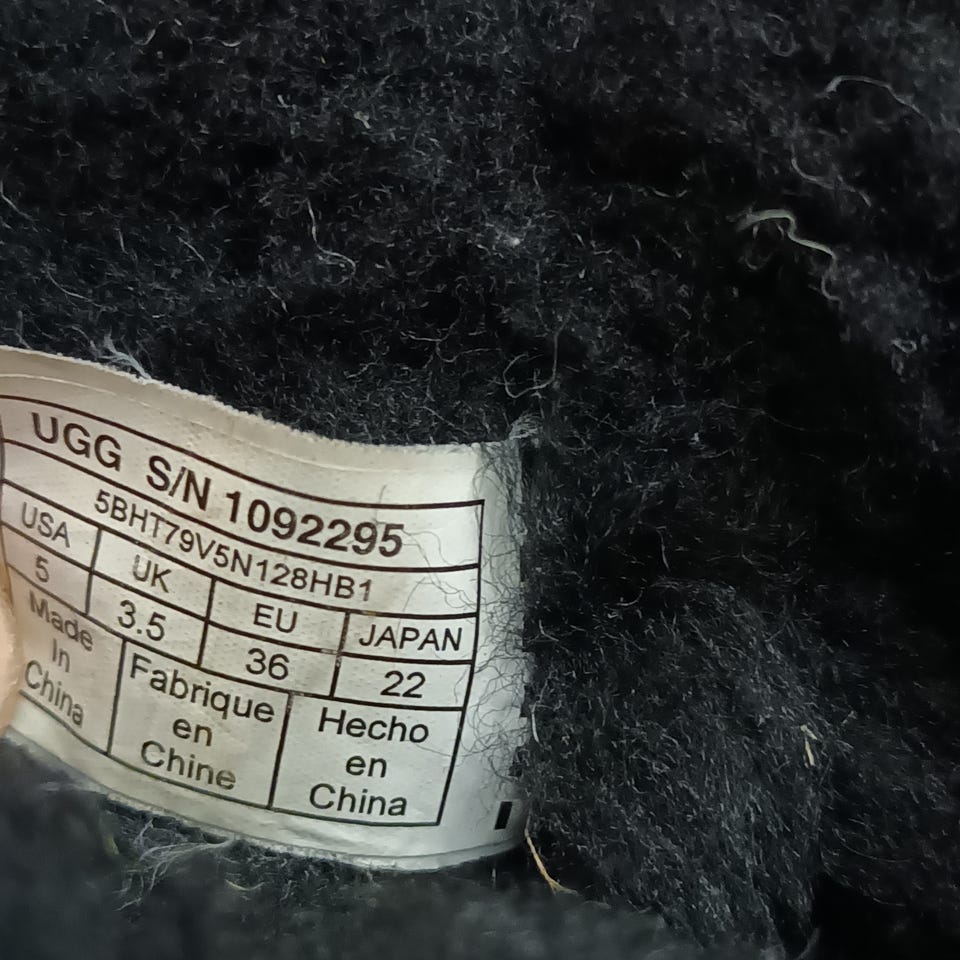 UGG S/N 1092295
5BHT79V5N128HB1
USA UK EU JAPAN
5 3.5 36 22
Made In China
Fabrique en Chine
Hecho en China